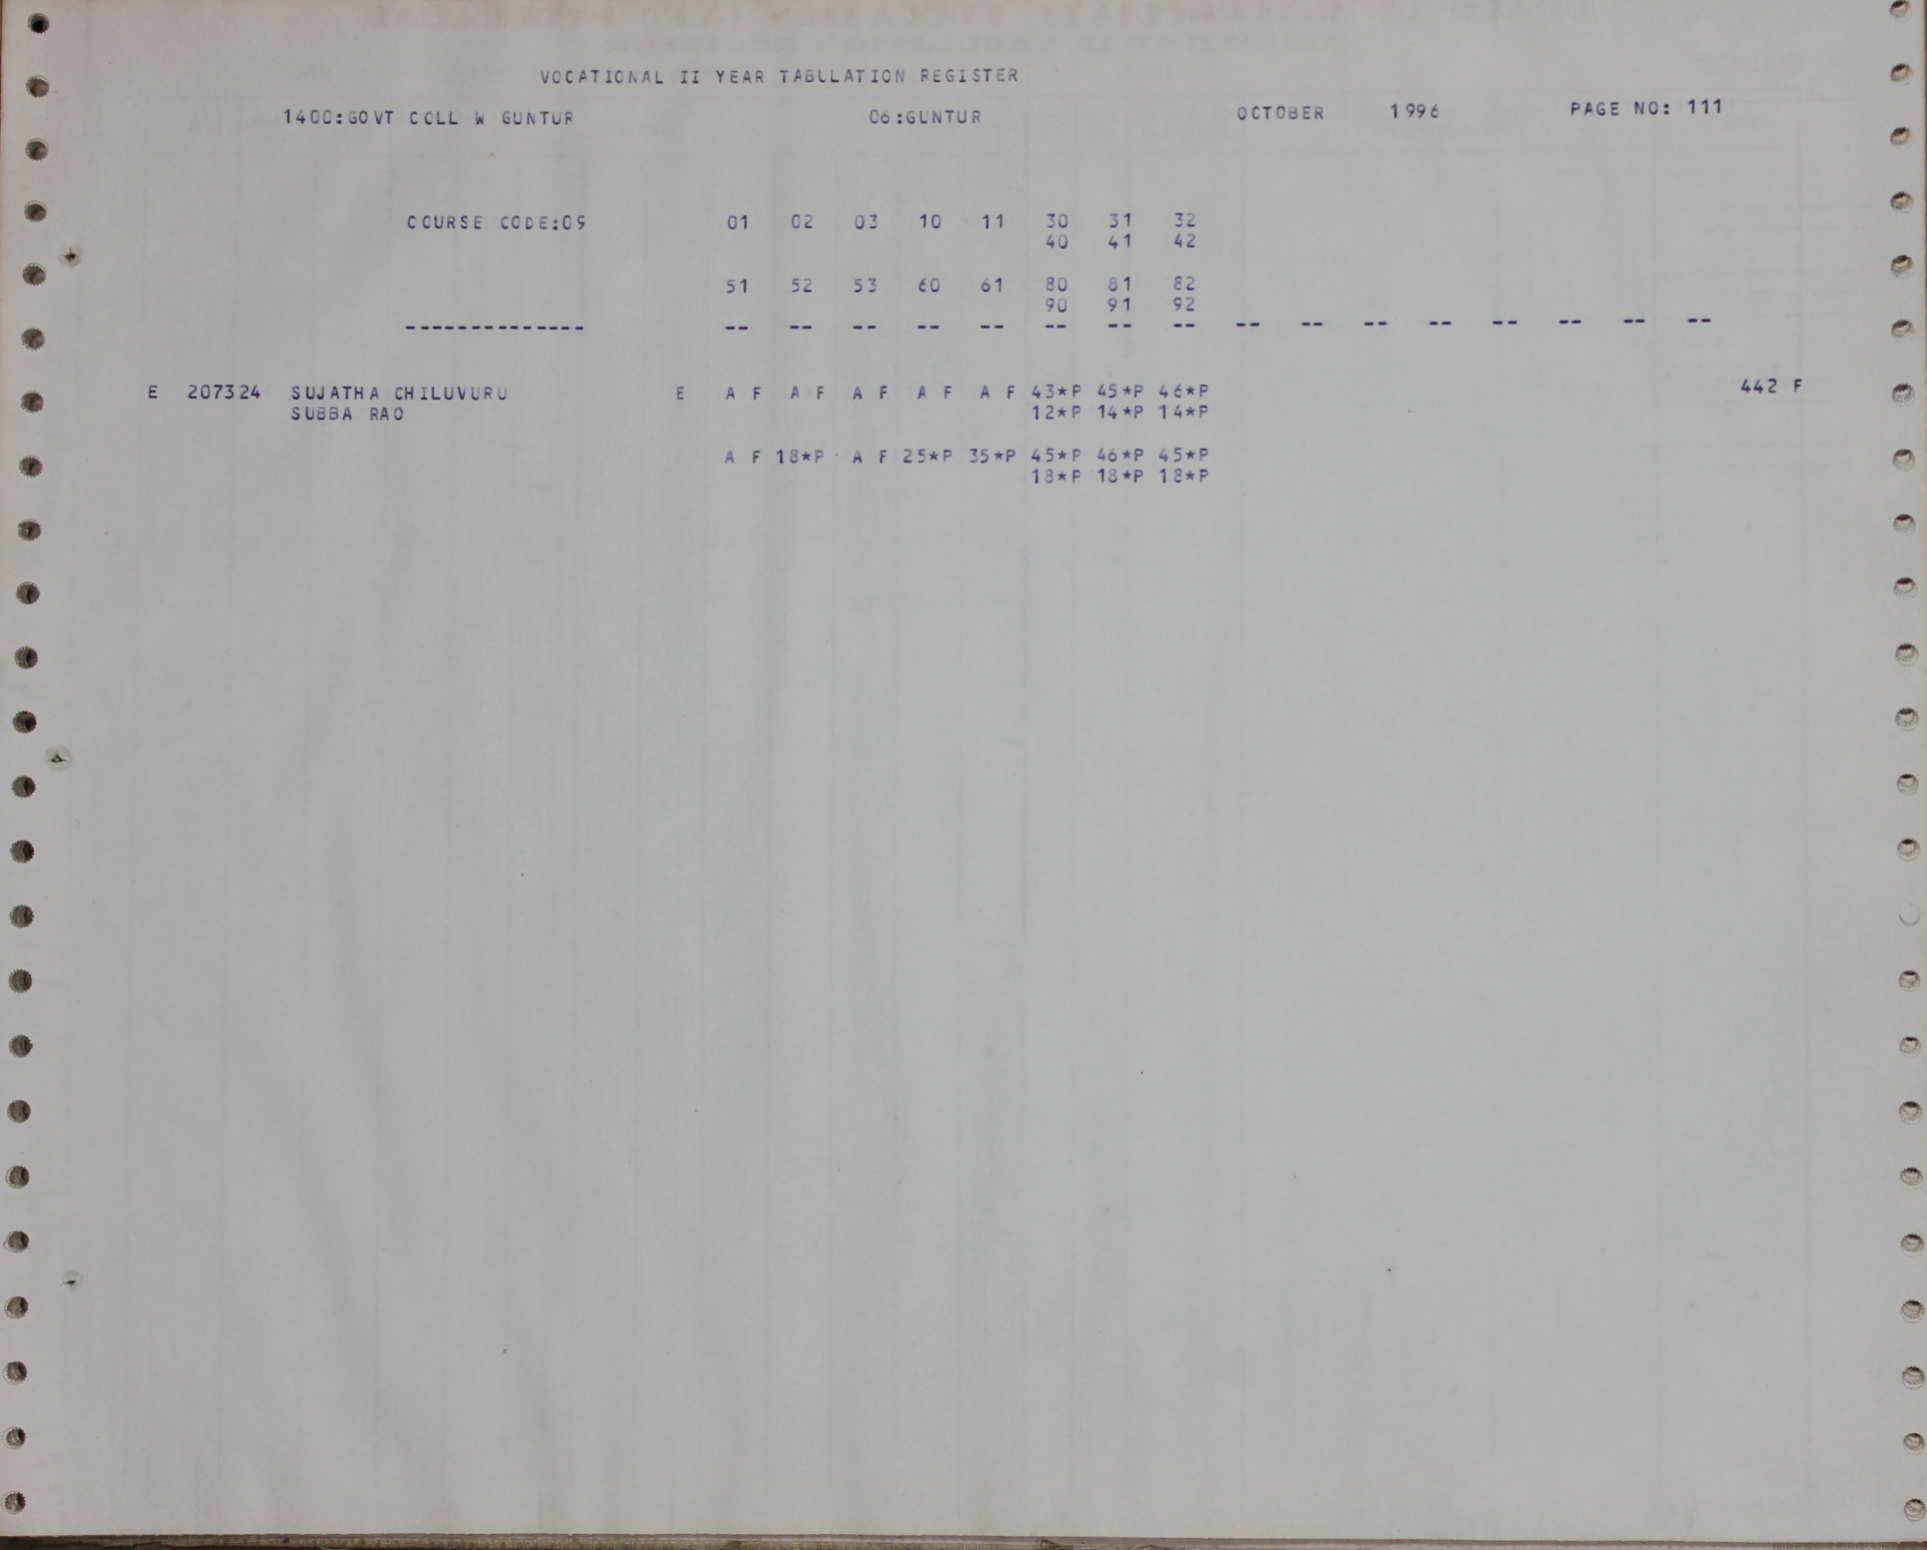 VOCATIONAL II YEAR TABULATION REGISTER
1400:GOVT COLL W GUNTUR 06:GUNTUR OCTOBER 1996 PAGE NO: 111
COURSE CODE:09 01 02 03 10 11 30 31 32
40 41 42
51 52 53 60 61 80 81 82
90 91 92
-------------- -- -- -- -- -- -- -- -- -- -- -- -- -- -- -- --
E 207324 SUJATHA CHILUVURU E A F A F A F A F A F 43*P 45*P 46*P 442 F
SUBBA RAO 12*P 14*P 14*P
A F 18*P A F 25*P 35*P 45*P 46*P 45*P
18*P 18*P 18*P